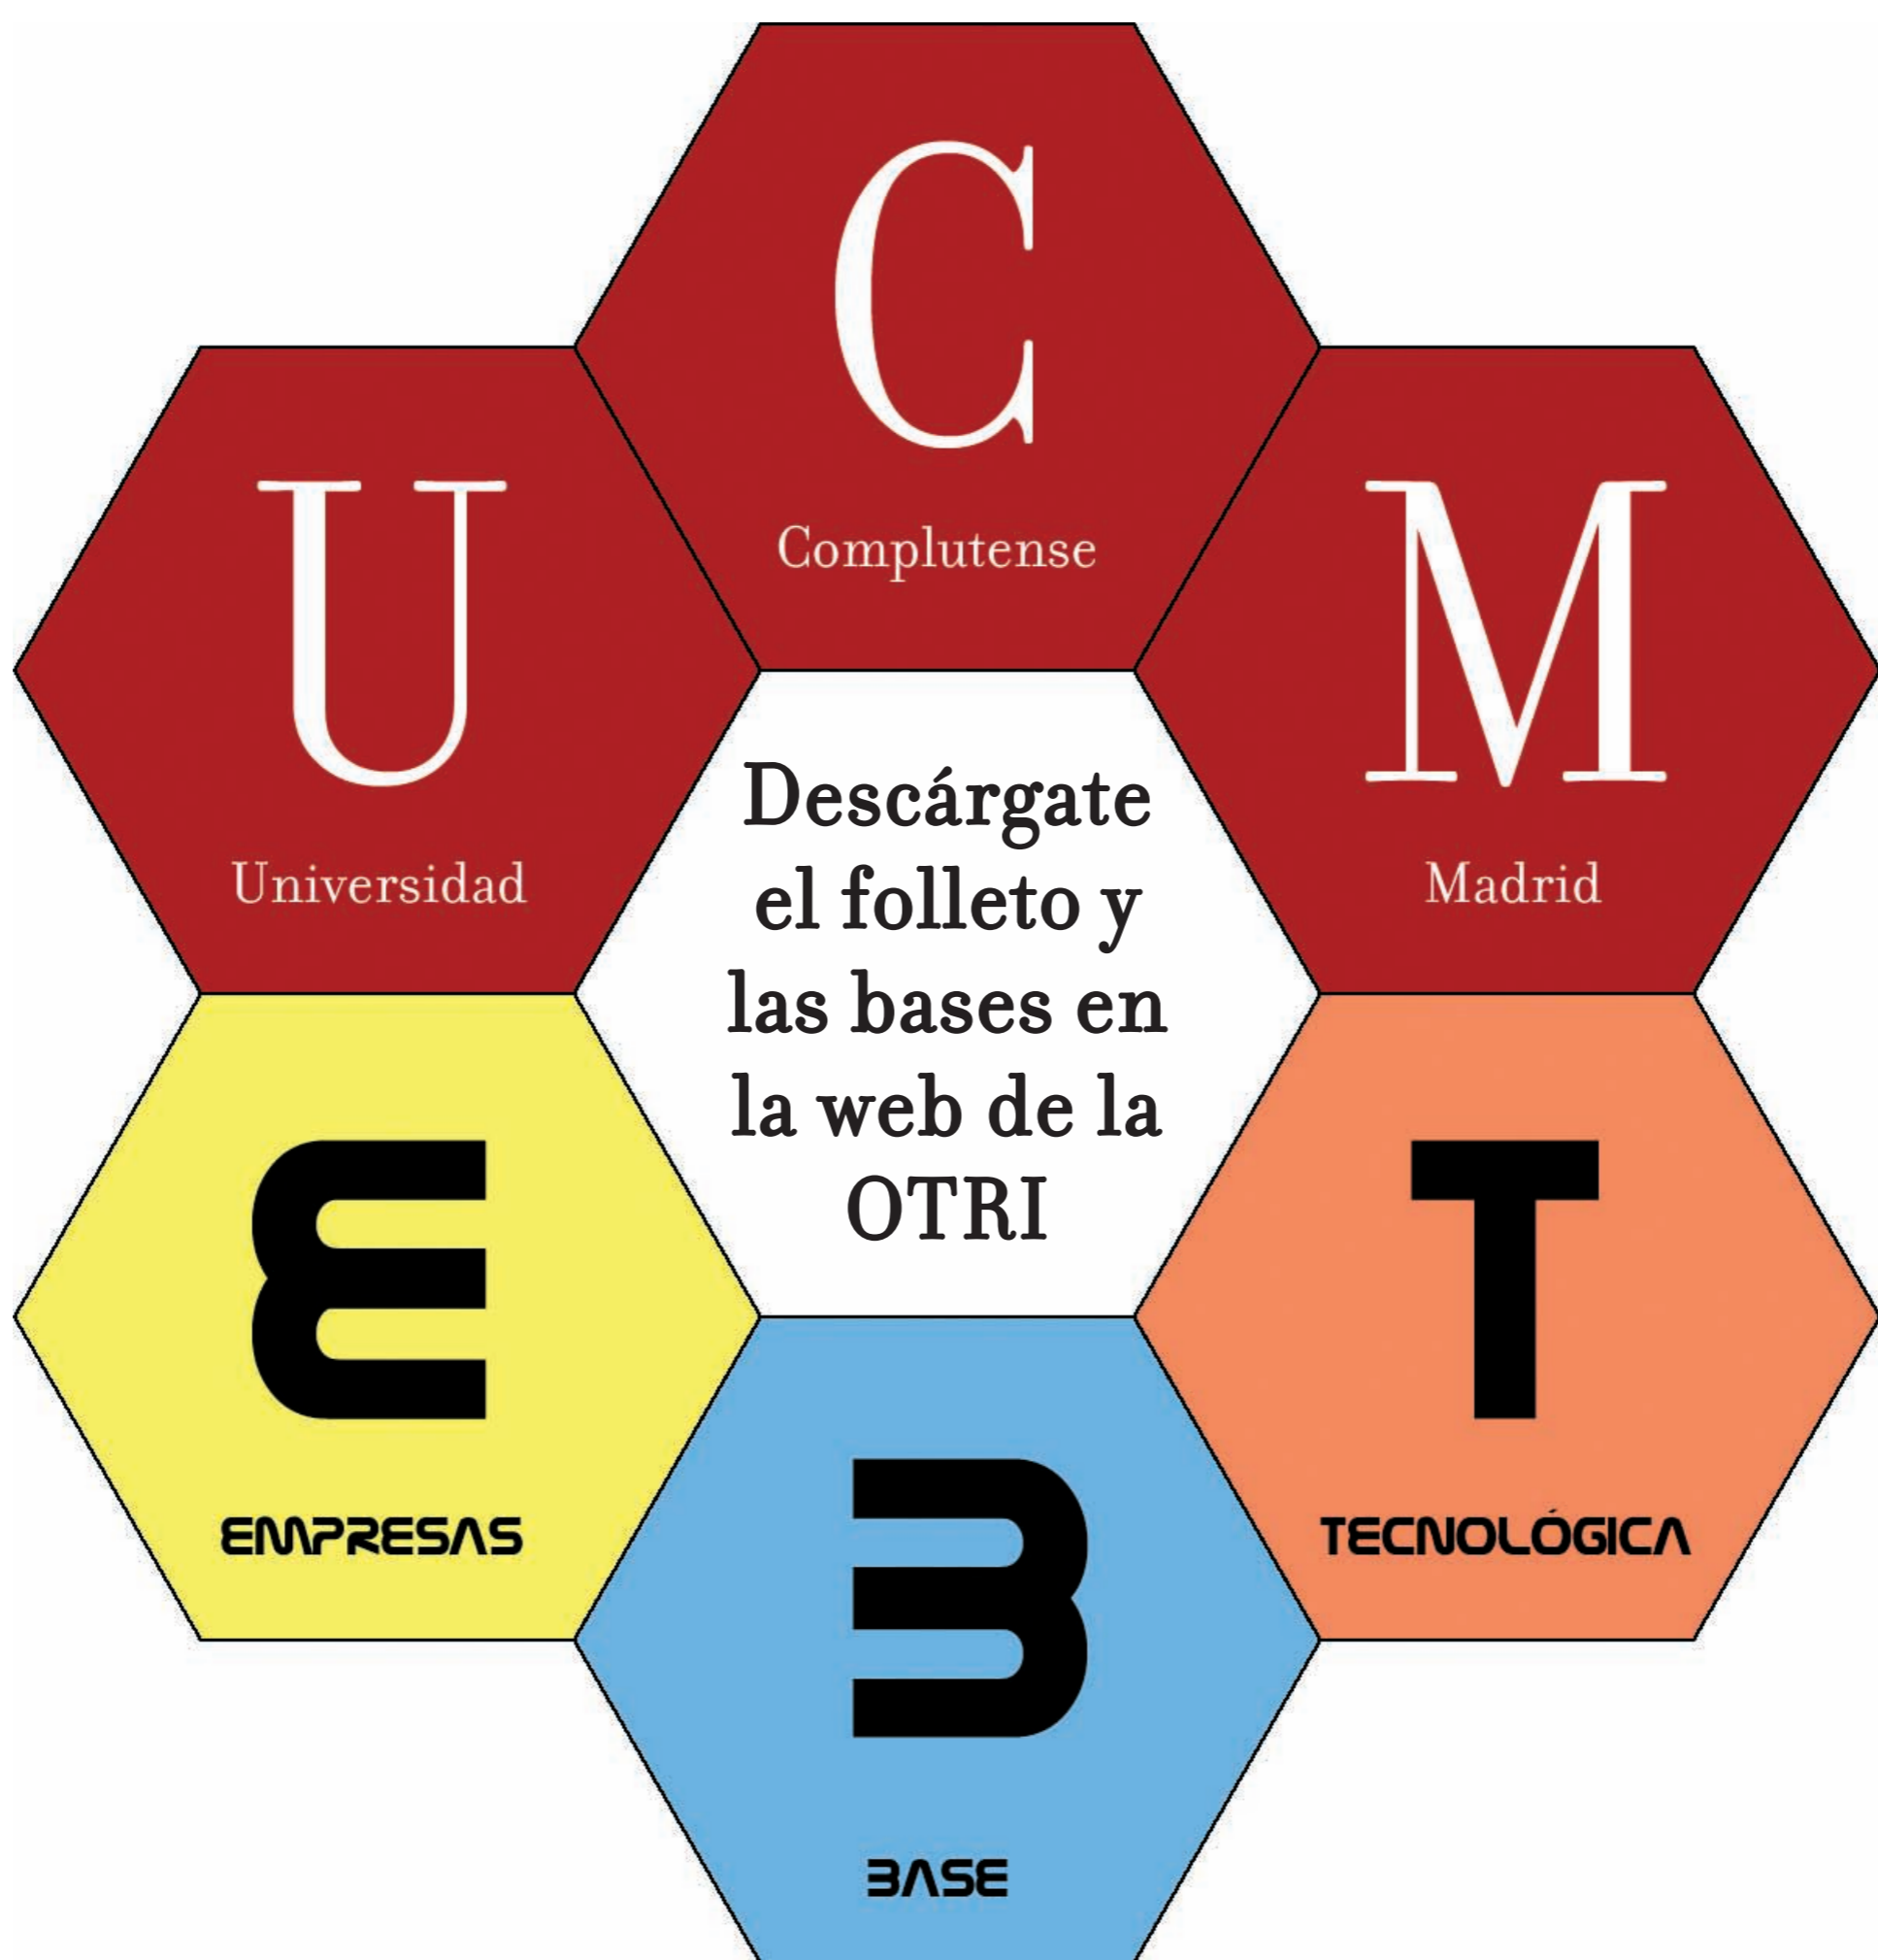 C
Complutense
U
Universidad
M
Madrid
Descárgate
el folleto y
las bases en
la web de la
OTRI
E
EMPRESAS
T
TECNOLÓGICA
B
BASE